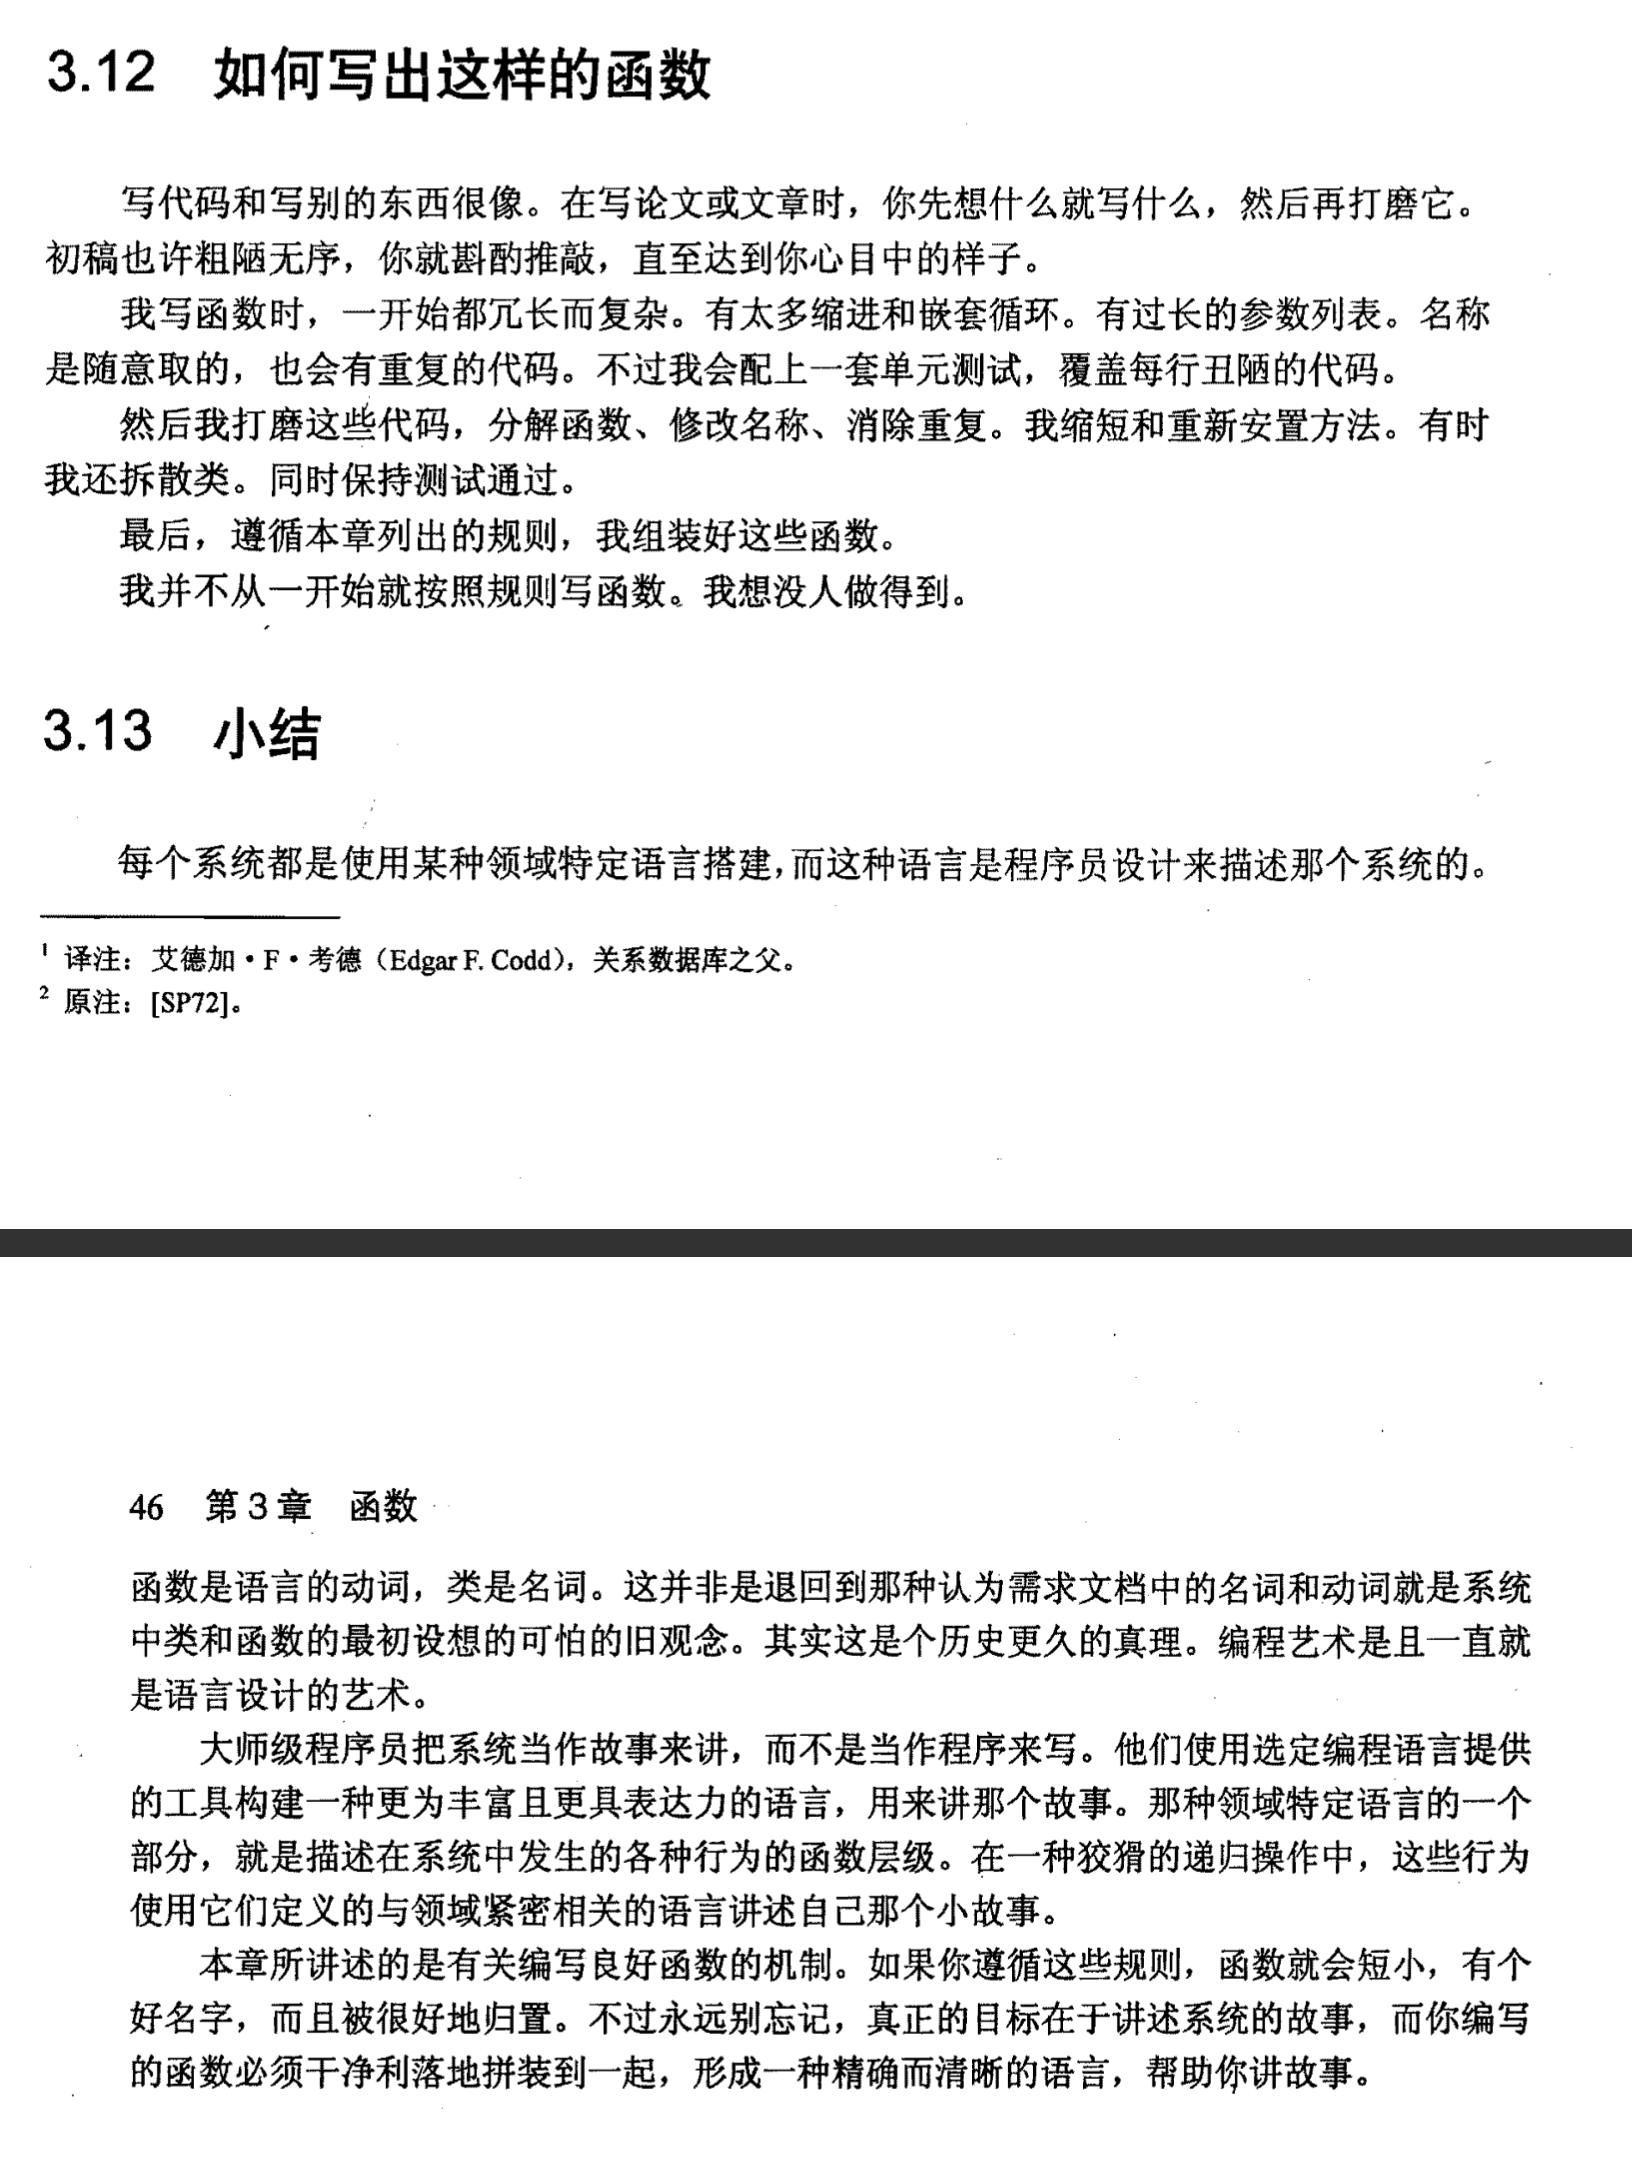 3.12 如何写出这样的函数
写代码和写别的东西很像。在写论文或文章时，你先想什么就写什么，然后再打磨它。
初稿也许粗陋无序，你就斟酌推敲，直至达到你心目中的样子。
我写函数时，一开始都冗长而复杂。有太多缩进和嵌套循环。有过长的参数列表。名称
是随意取的，也会有重复的代码。不过我会配上一套单元测试，覆盖每行丑陋的代码。
然后我打磨这些代码，分解函数、修改名称、消除重复。我缩短和重新安置方法。有时
我还拆散类。同时保持测试通过。
最后，遵循本章列出的规则，我组装好这些函数。
我并不从一开始就按照规则写函数。我想没人做得到。
3.13 小结
每个系统都是使用某种领域特定语言搭建，而这种语言是程序员设计来描述那个系统的。
1 译注：艾德加·F·考德（Edgar F. Codd），关系数据库之父。
2 原注：[SP72]。
46 第3章 函数
函数是语言的动词，类是名词。这并非是退回到那种认为需求文档中的名词和动词就是系统
中类和函数的最初设想的可怕的旧观念。其实这是个历史更久的真理。编程艺术是且一直就
是语言设计的艺术。
大师级程序员把系统当作故事来讲，而不是当作程序来写。他们使用选定编程语言提供
的工具构建一种更为丰富且更具表达力的语言，用来讲那个故事。那种领域特定语言的一个
部分，就是描述在系统中发生的各种行为的函数层级。在一种狡猾的递归操作中，这些行为
使用它们定义的与领域紧密相关的语言讲述自己那个小故事。
本章所讲述的是有关编写良好函数的机制。如果你遵循这些规则，函数就会短小，有个
好名字，而且被很好地归置。不过永远别忘记，真正的目标在于讲述系统的故事，而你编写
的函数必须干净利落地拼装到一起，形成一种精确而清晰的语言，帮助你讲故事。